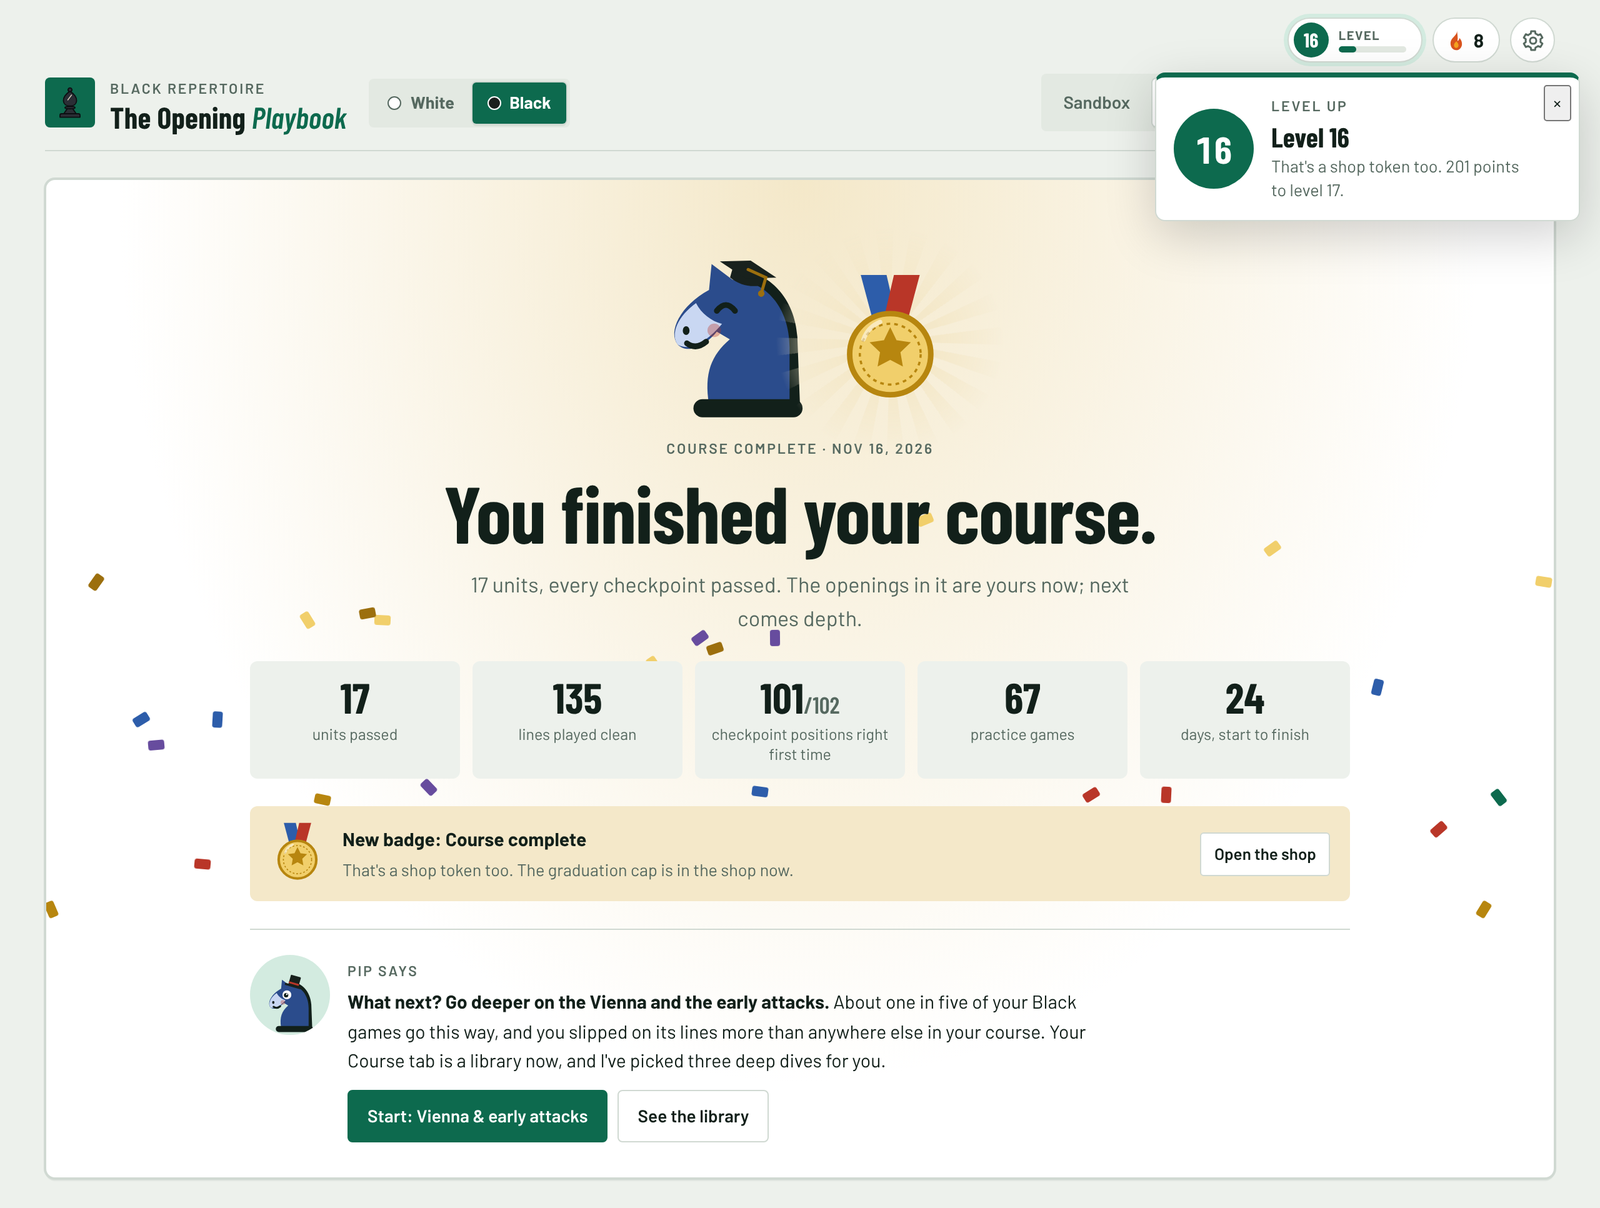 16 LEVEL
8
BLACK REPERTOIRE
The Opening Playbook
White
Black
Sandbox
16
LEVEL UP
×
Level 16
That's a shop token too. 201 points
to level 17.
COURSE COMPLETE · NOV 16, 2026
You finished your course.
17 units, every checkpoint passed. The openings in it are yours now; next
comes depth.
17
units passed
135
lines played clean
101/102
checkpoint positions right
first time
67
practice games
24
days, start to finish
New badge: Course complete
That's a shop token too. The graduation cap is in the shop now.
Open the shop
PIP SAYS
What next? Go deeper on the Vienna and the early attacks. About one in five of your Black
games go this way, and you slipped on its lines more than anywhere else in your course. Your
Course tab is a library now, and I've picked three deep dives for you.
Start: Vienna & early attacks
See the library